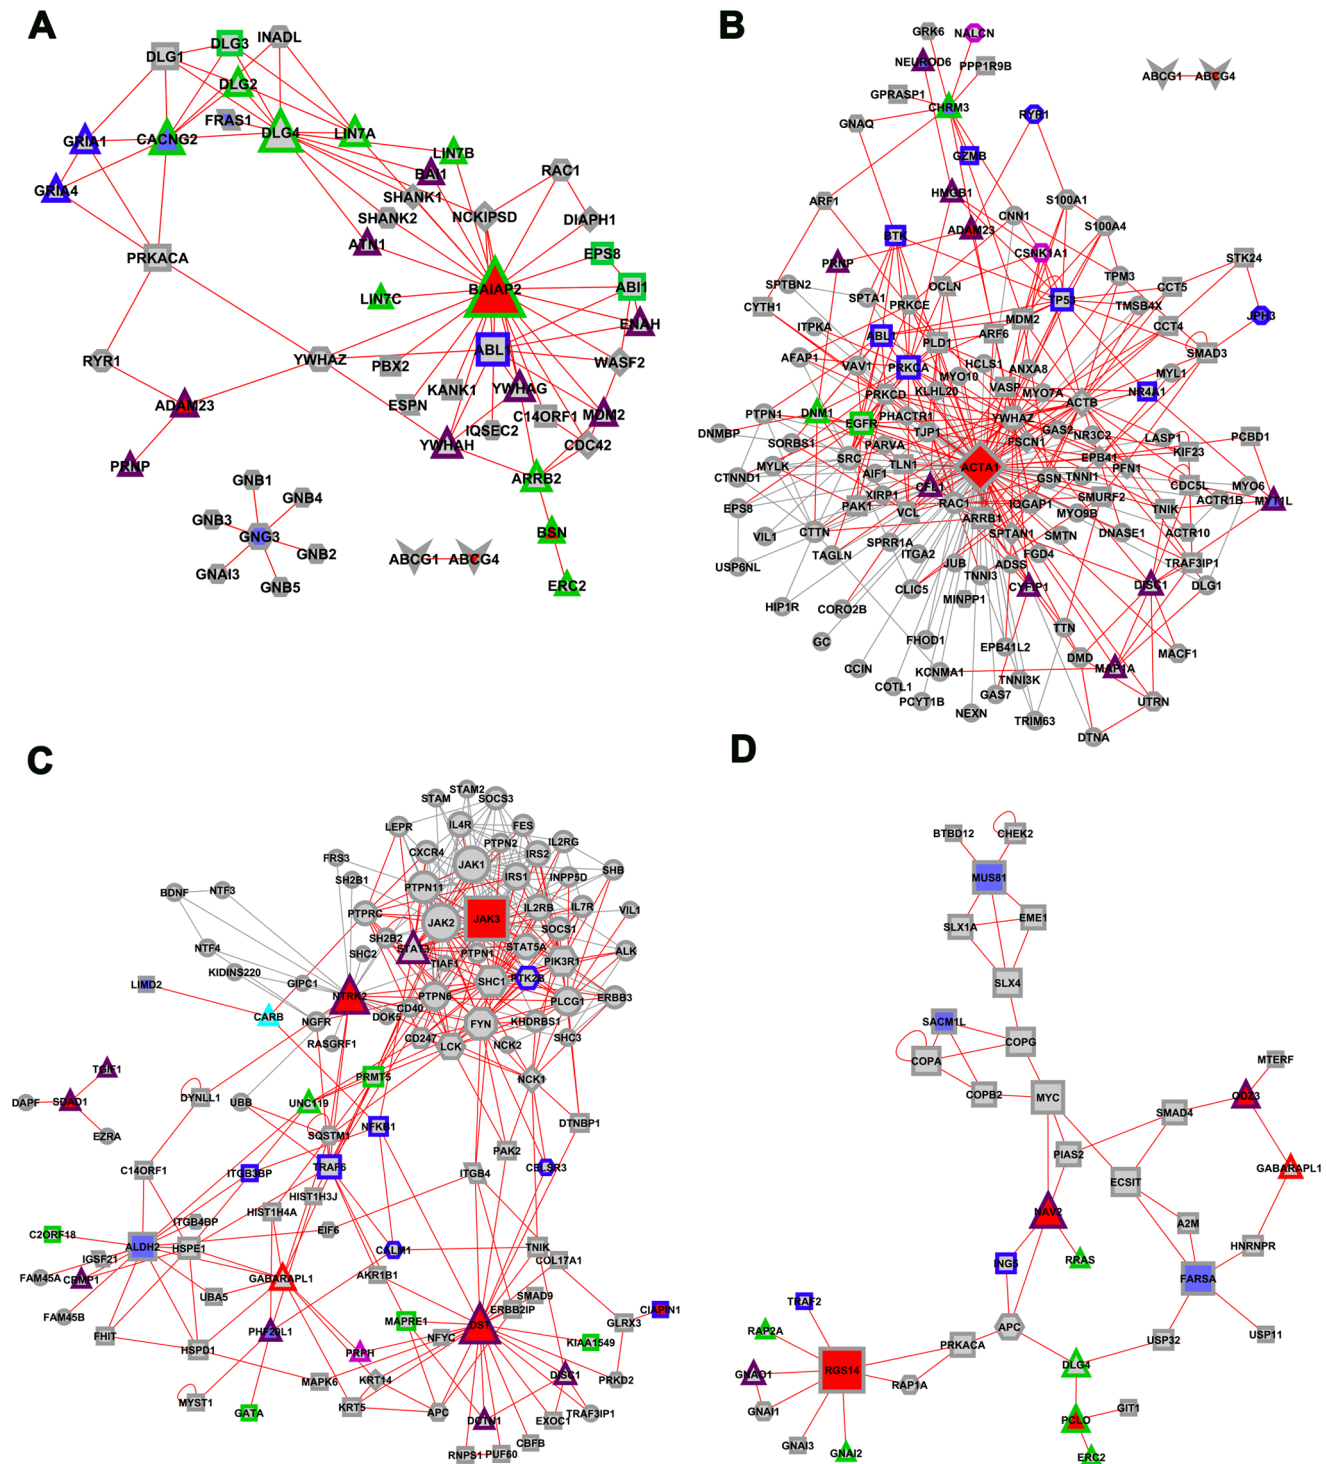 A
INADL
DLG3
DLG1
DLG2
FRAS1
DLG4
LIN7A
GRIA1
CACNG2
LIN7B
BAI1
RAC1
GRIA4
SHANK1
SHANK2
NCKIPSD
DIAPH1
ATN1
EPS8
PRKACA
BAIAP2
ABI1
LIN7C
ENAH
ABL1
RYR1
YWHAZ
PBX2
WASF2
KANK1
YWHAG
ADAM23
ESPN
C14ORF1
MDM2
IQSEC2
YWHAH
CDC42
PRNP
ARRB2
GNB1
GNB4
GNB3
GNG3
BSN
GNB2
ABCG1
ABCG4
GNAI3
GNB5
ERC2
B
GRK6
NALCN
NEUROD6
PPP1R9B
ABCG1
ABCG4
GPRASP1
CHRM3
GNAQ
RYR1
GZMB
HMGB1
ARF1
S100A1
CNN1
S100A4
BTK
ADAM23
CSNK1A1
PRNP
STK24
TPM3
CCT5
SPTBN2
OCLN
SPTA1
PRKCE
TP53
TMSB4X
CYTH1
JPH3
MDM2
ITPKA
CCT4
ABL1
ARF6
PLD1
SMAD3
AFAP1
VAV1
HCLS1
PRKCA
ANXA8
MYL1
MYO10
VASP
KLHL20
MYO7A
NR4A1
PRKCD
ACTB
PTPN1
DNM1
PHACTR1
YWHAZ
EGFR
DNMBP
TJP1
GAS2
NR3C2
LASP1
PCBD1
SORBS1
PARVA
FSCN1
KIF23
SRC
EPB41
MYLK
TLN1
ACTA1
PFN1
CTNND1
AIF1
GSN
TNNI1
CDC5L
MYO6
XIRP1
CFL1
SMURF2
ACTR1B
MYT1L
EPS8
PAK1
RAC1
IQGAP1
TNIK
VCL
ARRB1
MYO9B
VIL1
CTTN
SPTAN1
SMTN
DNASE1
ACTR10
SPRR1A
TAGLN
ITGA2
FGD4
USP6NL
JUB
ADSS
TRAF3IP1
TNNI3
CLIC5
CYFIP1
DISC1
DLG1
MINPP1
HIP1R
CORO2B
TTN
GC
FHOD1
EPB41L2
MACF1
DMD
CCIN
KCNMA1
MAP1A
TNNI3K
COTL1
GAS7
PCYT1B
UTRN
NEXN
TRIM63
DTNA
C
STAM2
STAM
SOCS3
LEPR
IL4R
FES
PTPN2
IL2RG
FRS3
CXCR4
IRS2
JAK1
SHB
SH2B1
IRS1
INPP5D
BDNF
NTF3
PTPN11
PTPRC
IL2RB
IL7R
VIL1
JAK2
JAK3
SOCS1
SH2B2
NTF4
STAT3
STAT5A
SHC2
PTPN1
ALK
TIAF1
PIK3R1
KIDINS220
LIMD2
GIPC1
SHC1
PTK2B
NTRK2
PTPN6
ERBB3
PLCG1
CD40
CARB
NGFR
DOK5
FYN
KHDRBS1
RASGRF1
CD247
SHC3
LCK
NCK2
TGIF1
PRMT5
NCK1
DAPF
SDAD1
DYNLL1
UBB
UNC119
EZRA
SQSTM1
NFKB1
DTNBP1
PAK2
C14ORF1
ITGB3BP
TRAF6
ITGB4
CELSR3
HIST1H3J
HIST1H4A
ITGB4BP
EIF6
C2ORF18
ALDH2
HSPE1
CALM1
TNIK
IGSF21
COL17A1
FAM45A
CRMP1
GABARAPL1
AKR1B1
UBA5
SMAD9
FAM45B
ERBB2IP
CIAPIN1
GLRX3
MAPRE1
DST
FHIT
PHF20L1
NFYC
KIAA1549
HSPD1
PRPH
DISC1
MAPK6
KRT14
PRKD2
MYST1
GATA
KRT5
APC
DCTN1
TRAF3IP1
EXOC1
CBFB
RNPS1
PUF60
D
BTBD12
CHEK2
MUS81
SLX1A
EME1
SLX4
SACM1L
COPA
COPG
MTERF
COPB2
MYC
SMAD4
CDZ3
PIAS2
GABARAPL1
ECSIT
NAV2
A2M
HNRNPR
ING5
RRAS
FARSA
TRAF2
RAP2A
APC
USP11
PRKACA
USP32
DLG4
GNAO1
RGS14
RAP1A
GNAI1
PCLO
GIT1
GNAI3
GNAI2
ERC2